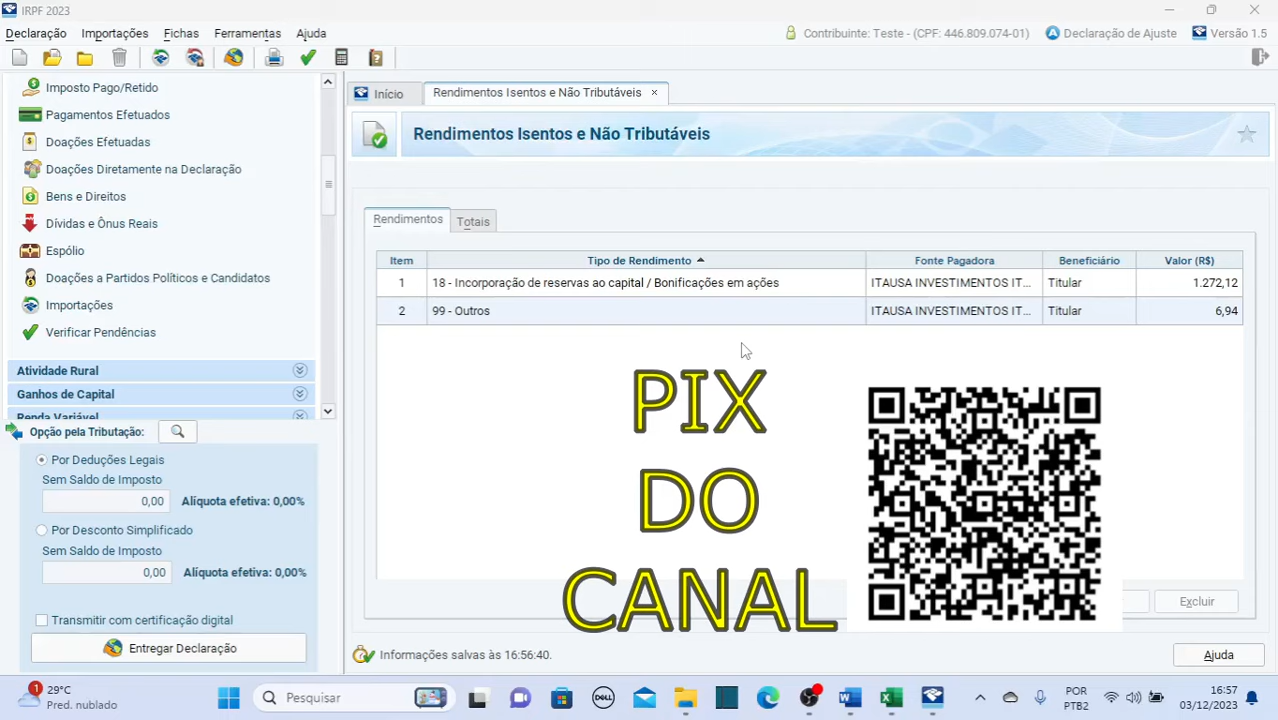 IRPF 2023
Declaração Importações Fichas Ferramentas Ajuda
Contribuinte: Teste - (CPF: 446.809.074-01) Declaração de Ajuste Versão 1.5
Imposto Pago/Retido
Pagamentos Efetuados
Doações Efetuadas
Doações Diretamente na Declaração
Bens e Direitos
Dívidas e Ônus Reais
Espólio
Doações a Partidos Políticos e Candidatos
Importações
Verificar Pendências
Atividade Rural
Ganhos de Capital
Renda Variável
Opção pela Tributação:
Por Deduções Legais
Sem Saldo de Imposto
0,00 Alíquota efetiva: 0,00%
Por Desconto Simplificado
Sem Saldo de Imposto
0,00 Alíquota efetiva: 0,00%
Transmitir com certificação digital
Entregar Declaração
Início Rendimentos Isentos e Não Tributáveis ×
Rendimentos Isentos e Não Tributáveis
Rendimentos Totais
Item Tipo de Rendimento Fonte Pagadora Beneficiário Valor (R$)
1 18 - Incorporação de reservas ao capital / Bonificações em ações ITAUSA INVESTIMENTOS IT... Titular 1.272,12
2 99 - Outros ITAUSA INVESTIMENTOS IT... Titular 6,94
PIX
DO
CANAL
Excluir
Informações salvas às 16:56:40.
Ajuda
1 29°C
Pred. nublado
Pesquisar
DELL
POR
PTB2
16:57
03/12/2023